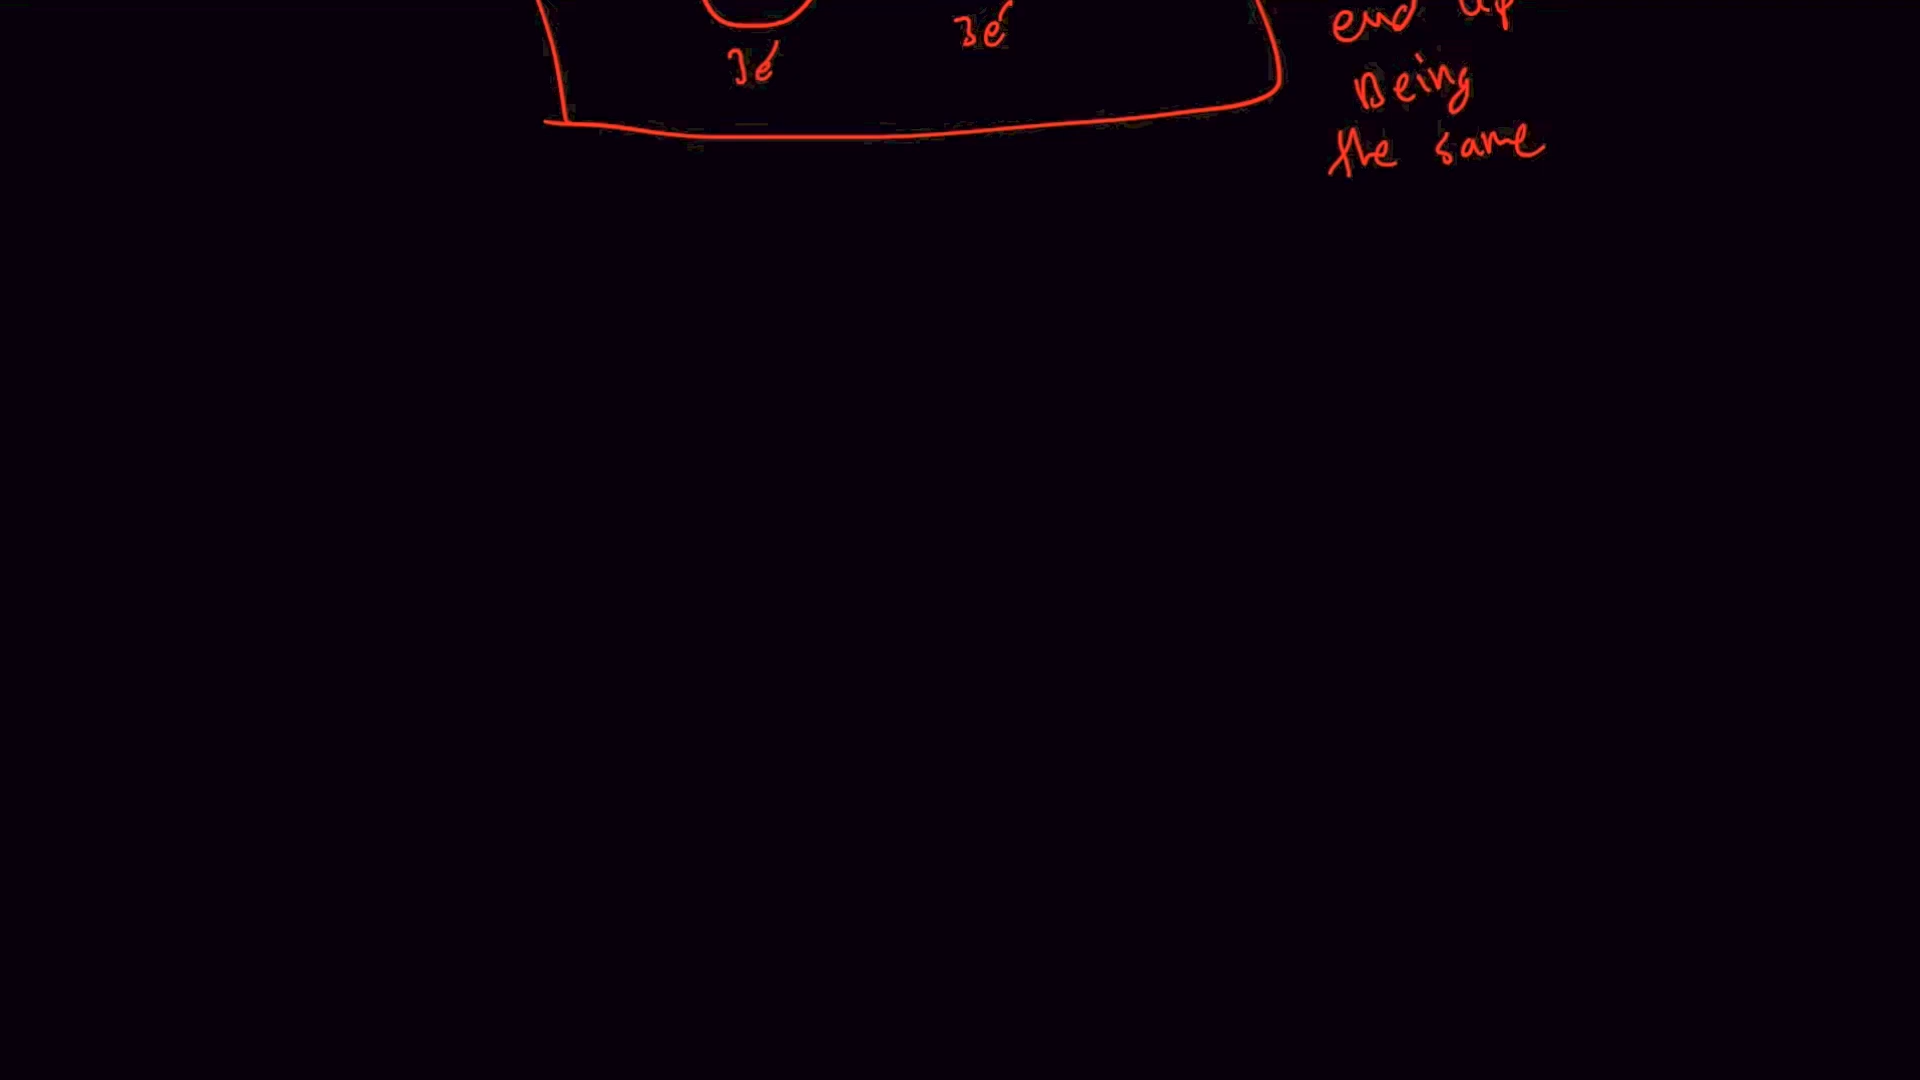 end up
3é
3é
Being
the same